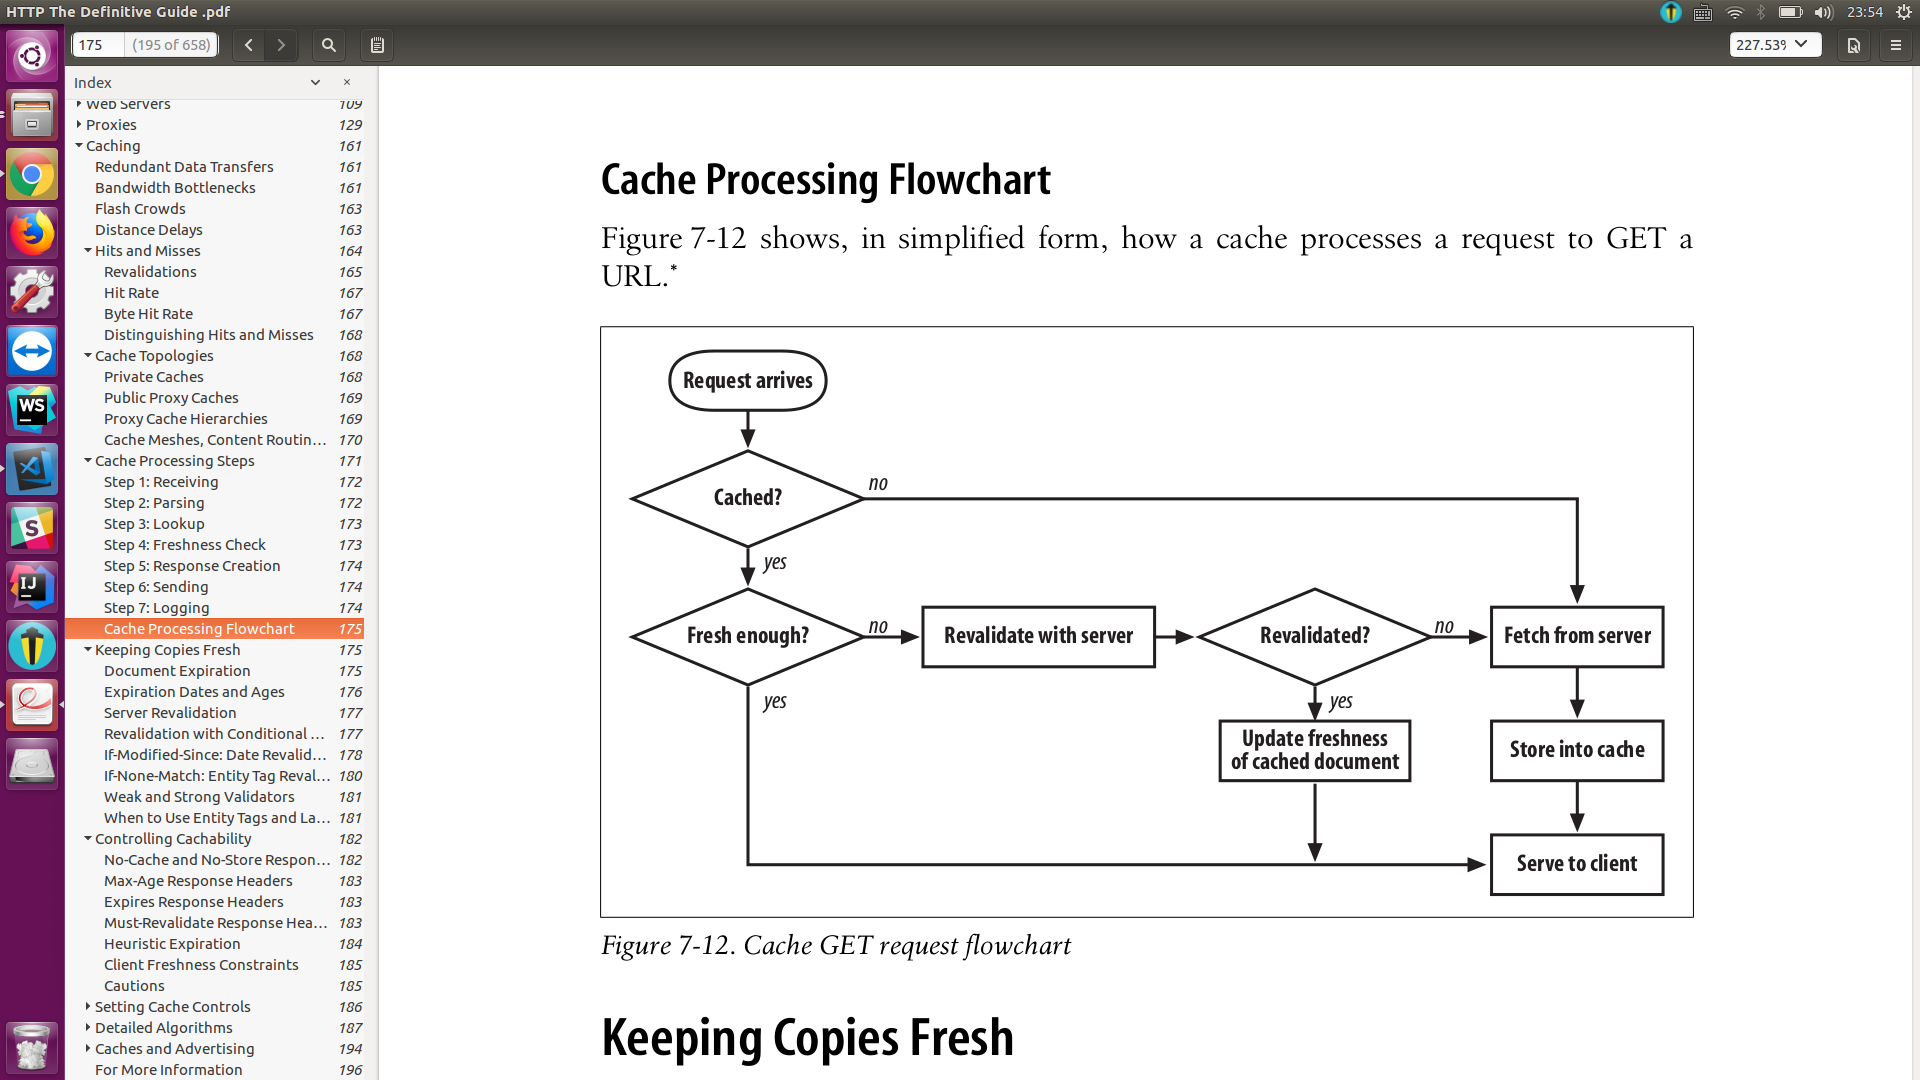 HTTP The Definitive Guide .pdf
23:54
175 (195 of 658)
227.53%
Index
Web Servers 109
Proxies 129
Caching 161
Redundant Data Transfers 161
Bandwidth Bottlenecks 161
Flash Crowds 163
Distance Delays 163
Hits and Misses 164
Revalidations 165
Hit Rate 167
Byte Hit Rate 167
Distinguishing Hits and Misses 168
Cache Topologies 168
Private Caches 168
Public Proxy Caches 169
Proxy Cache Hierarchies 169
Cache Meshes, Content Routin... 170
Cache Processing Steps 171
Step 1: Receiving 172
Step 2: Parsing 172
Step 3: Lookup 173
Step 4: Freshness Check 173
Step 5: Response Creation 174
Step 6: Sending 174
Step 7: Logging 174
Cache Processing Flowchart 175
Keeping Copies Fresh 175
Document Expiration 175
Expiration Dates and Ages 176
Server Revalidation 177
Revalidation with Conditional ... 177
If-Modified-Since: Date Revalid... 178
If-None-Match: Entity Tag Reval... 180
Weak and Strong Validators 181
When to Use Entity Tags and La... 181
Controlling Cachability 182
No-Cache and No-Store Respon... 182
Max-Age Response Headers 183
Expires Response Headers 183
Must-Revalidate Response Hea... 183
Heuristic Expiration 184
Client Freshness Constraints 185
Cautions 185
Setting Cache Controls 186
Detailed Algorithms 187
Caches and Advertising 194
For More Information 196
WS
S
IJ
Cache Processing Flowchart
Figure 7-12 shows, in simplified form, how a cache processes a request to GET a
URL.*
Request arrives
Cached?
no
yes
Fresh enough?
no
Revalidate with server
Revalidated?
no
Fetch from server
yes
yes
Update freshness
of cached document
Store into cache
Serve to client
Figure 7-12. Cache GET request flowchart
Keeping Copies Fresh